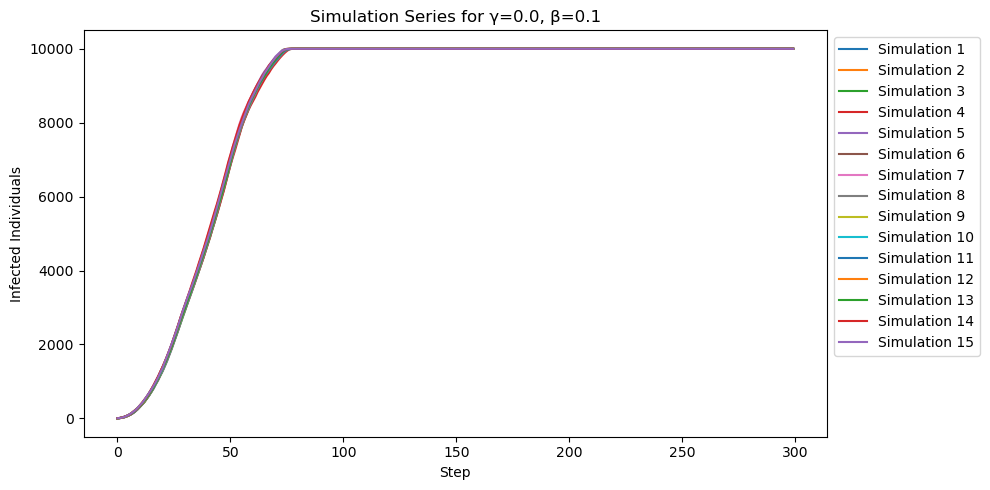 Simulation Series for γ=0.0, β=0.1
Infected Individuals
10000
8000
6000
4000
2000
0
0
50
100
150
200
250
300
Step
Simulation 1
Simulation 2
Simulation 3
Simulation 4
Simulation 5
Simulation 6
Simulation 7
Simulation 8
Simulation 9
Simulation 10
Simulation 11
Simulation 12
Simulation 13
Simulation 14
Simulation 15